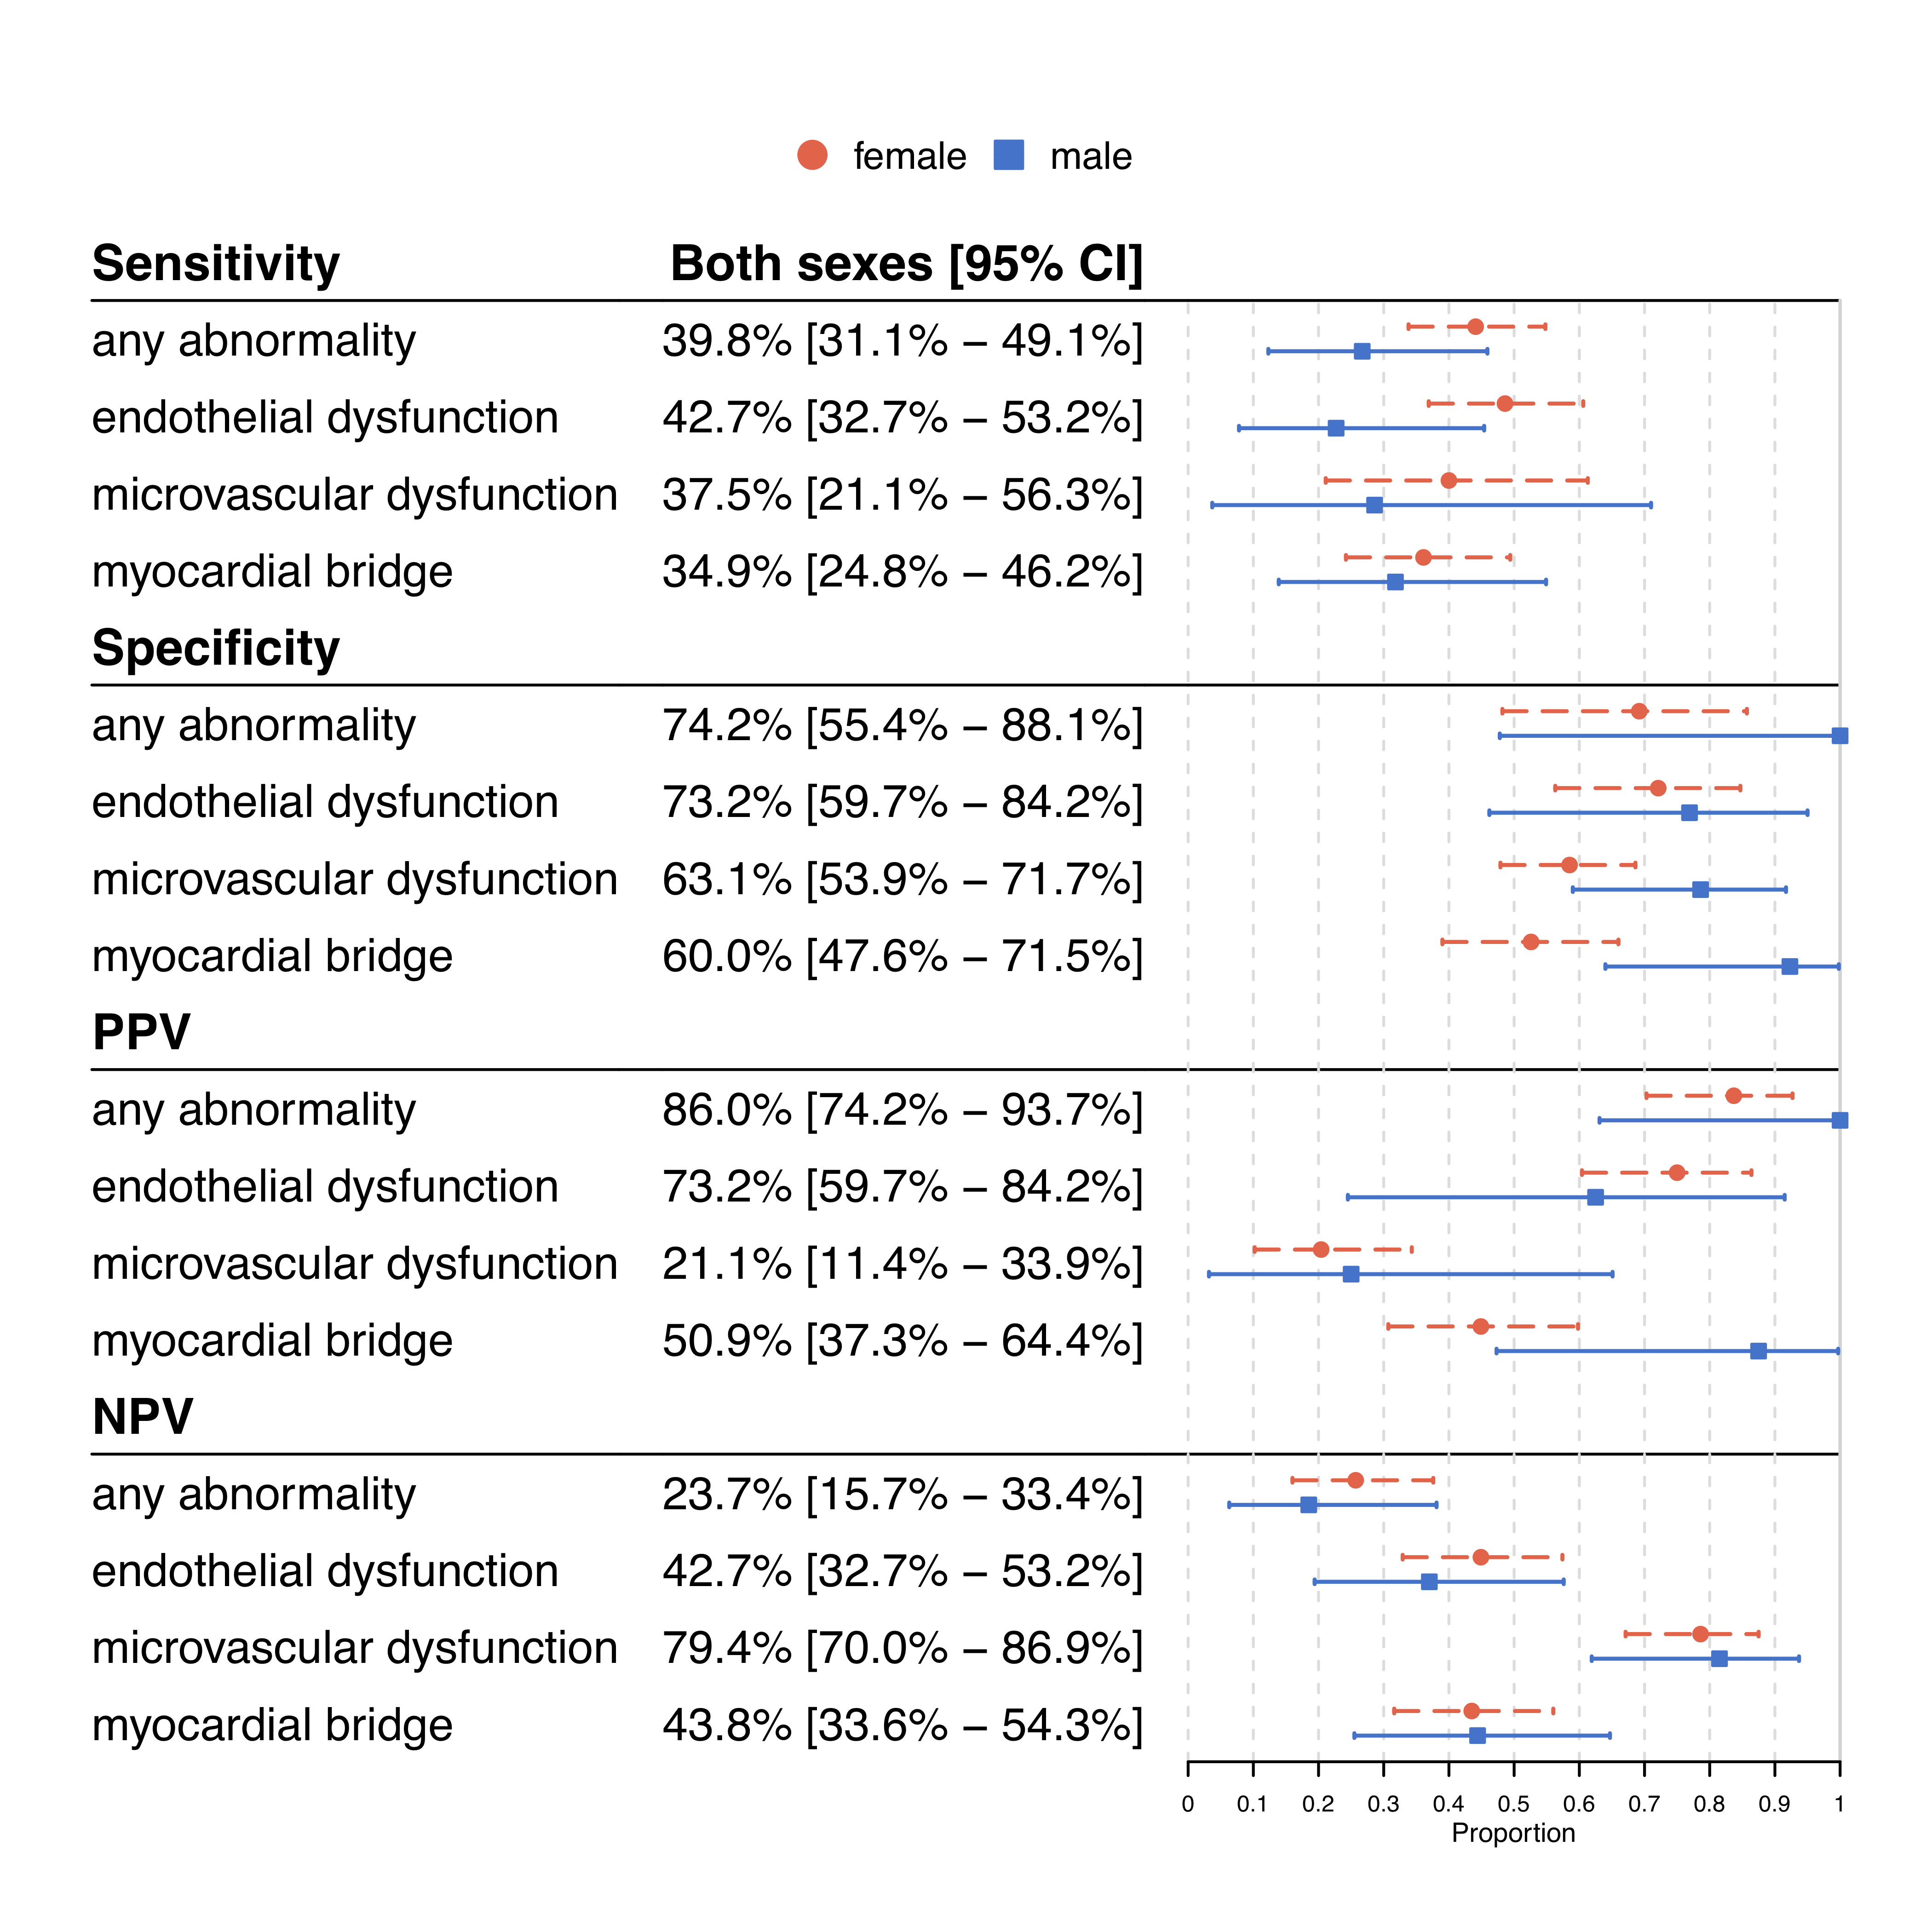 female male
Sensitivity Both sexes [95% CI]
any abnormality 39.8% [31.1% – 49.1%]
endothelial dysfunction 42.7% [32.7% – 53.2%]
microvascular dysfunction 37.5% [21.1% – 56.3%]
myocardial bridge 34.9% [24.8% – 46.2%]
Specificity
any abnormality 74.2% [55.4% – 88.1%]
endothelial dysfunction 73.2% [59.7% – 84.2%]
microvascular dysfunction 63.1% [53.9% – 71.7%]
myocardial bridge 60.0% [47.6% – 71.5%]
PPV
any abnormality 86.0% [74.2% – 93.7%]
endothelial dysfunction 73.2% [59.7% – 84.2%]
microvascular dysfunction 21.1% [11.4% – 33.9%]
myocardial bridge 50.9% [37.3% – 64.4%]
NPV
any abnormality 23.7% [15.7% – 33.4%]
endothelial dysfunction 42.7% [32.7% – 53.2%]
microvascular dysfunction 79.4% [70.0% – 86.9%]
myocardial bridge 43.8% [33.6% – 54.3%]
0 0.1 0.2 0.3 0.4 0.5 0.6 0.7 0.8 0.9 1
Proportion